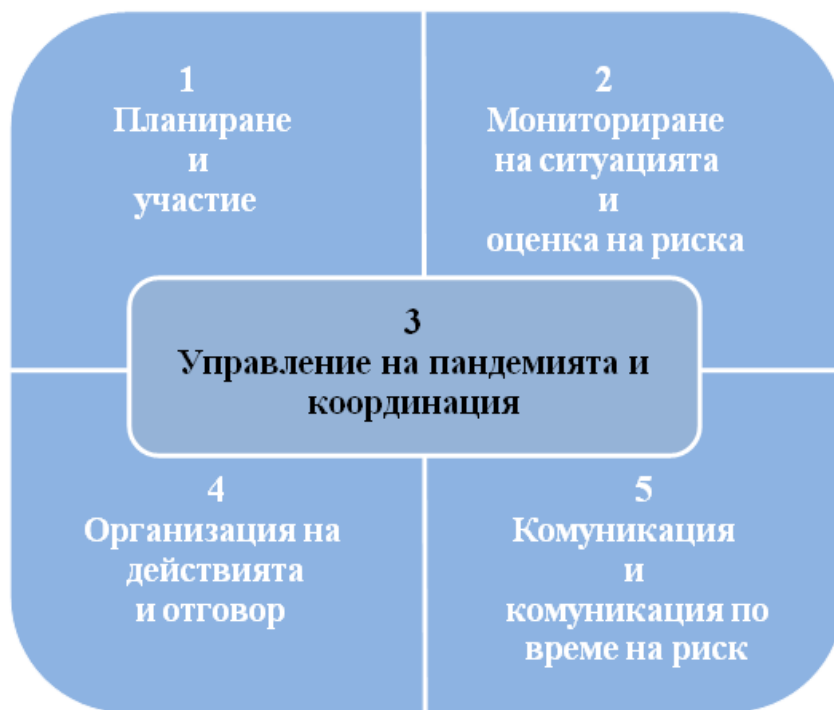 1
Планиране
и
участие
2
Мониториране
на ситуацията
и
оценка на риска
3
Управление на пандемията и
координация
4
Организация на
действията
и отговор
5
Комуникация
и
комуникация по
време на риск